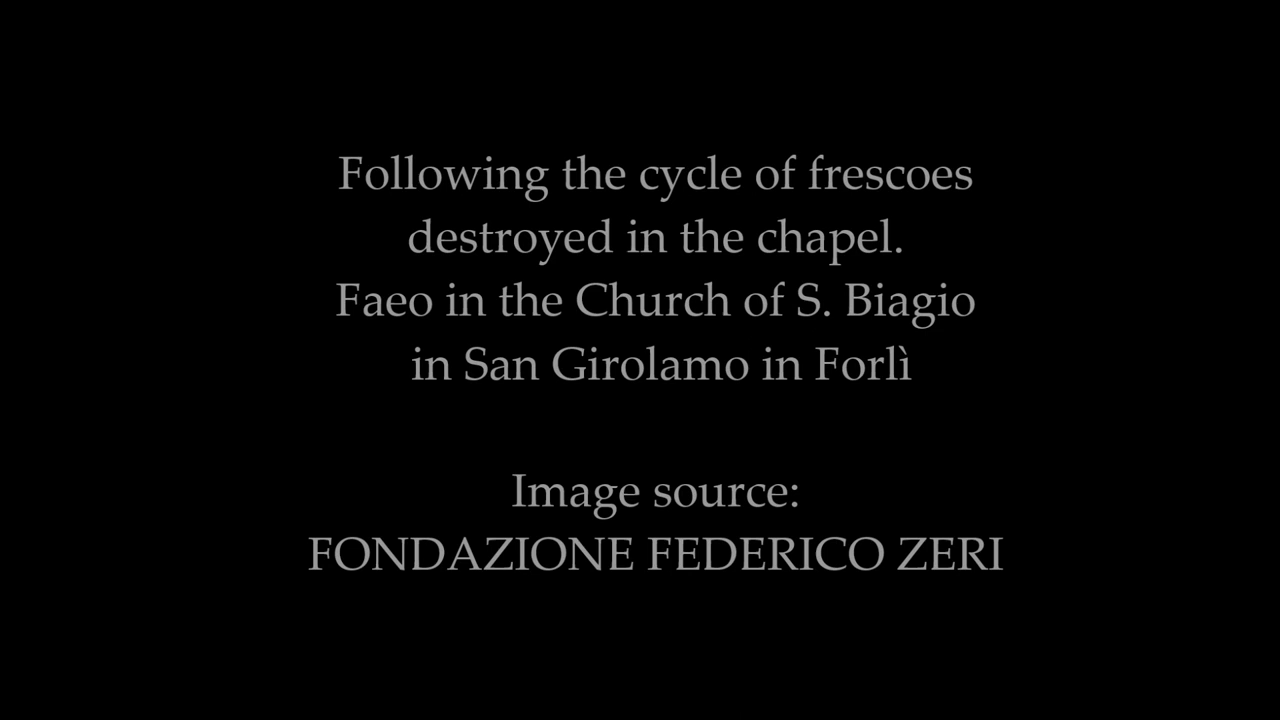 Following the cycle of frescoes
destroyed in the chapel.
Faeo in the Church of S. Biagio
in San Girolamo in Forlì
Image source:
FONDAZIONE FEDERICO ZERI